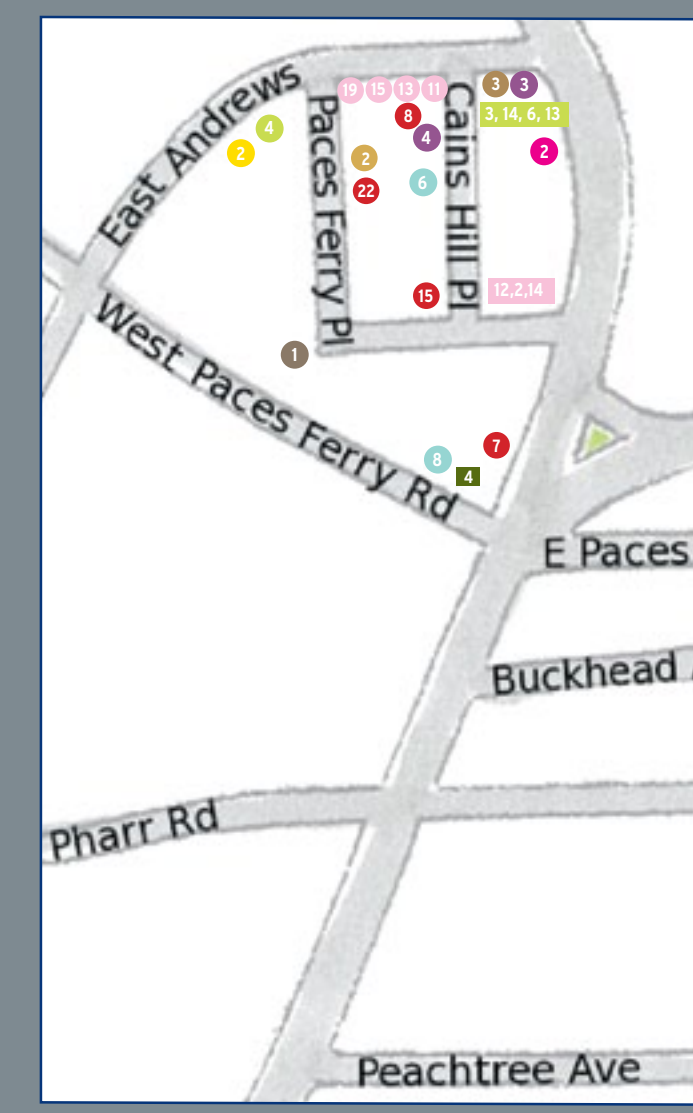 East Andrews
Paces Ferry Pl
Cains Hill Pl
19 15 13 11
3 3
8
3, 14, 6, 13
4
4
2
2
2
6
22
12,2,14
15
West Paces Ferry Rd
1
7
8
4
E Paces
Buckhead
Pharr Rd
Peachtree Ave